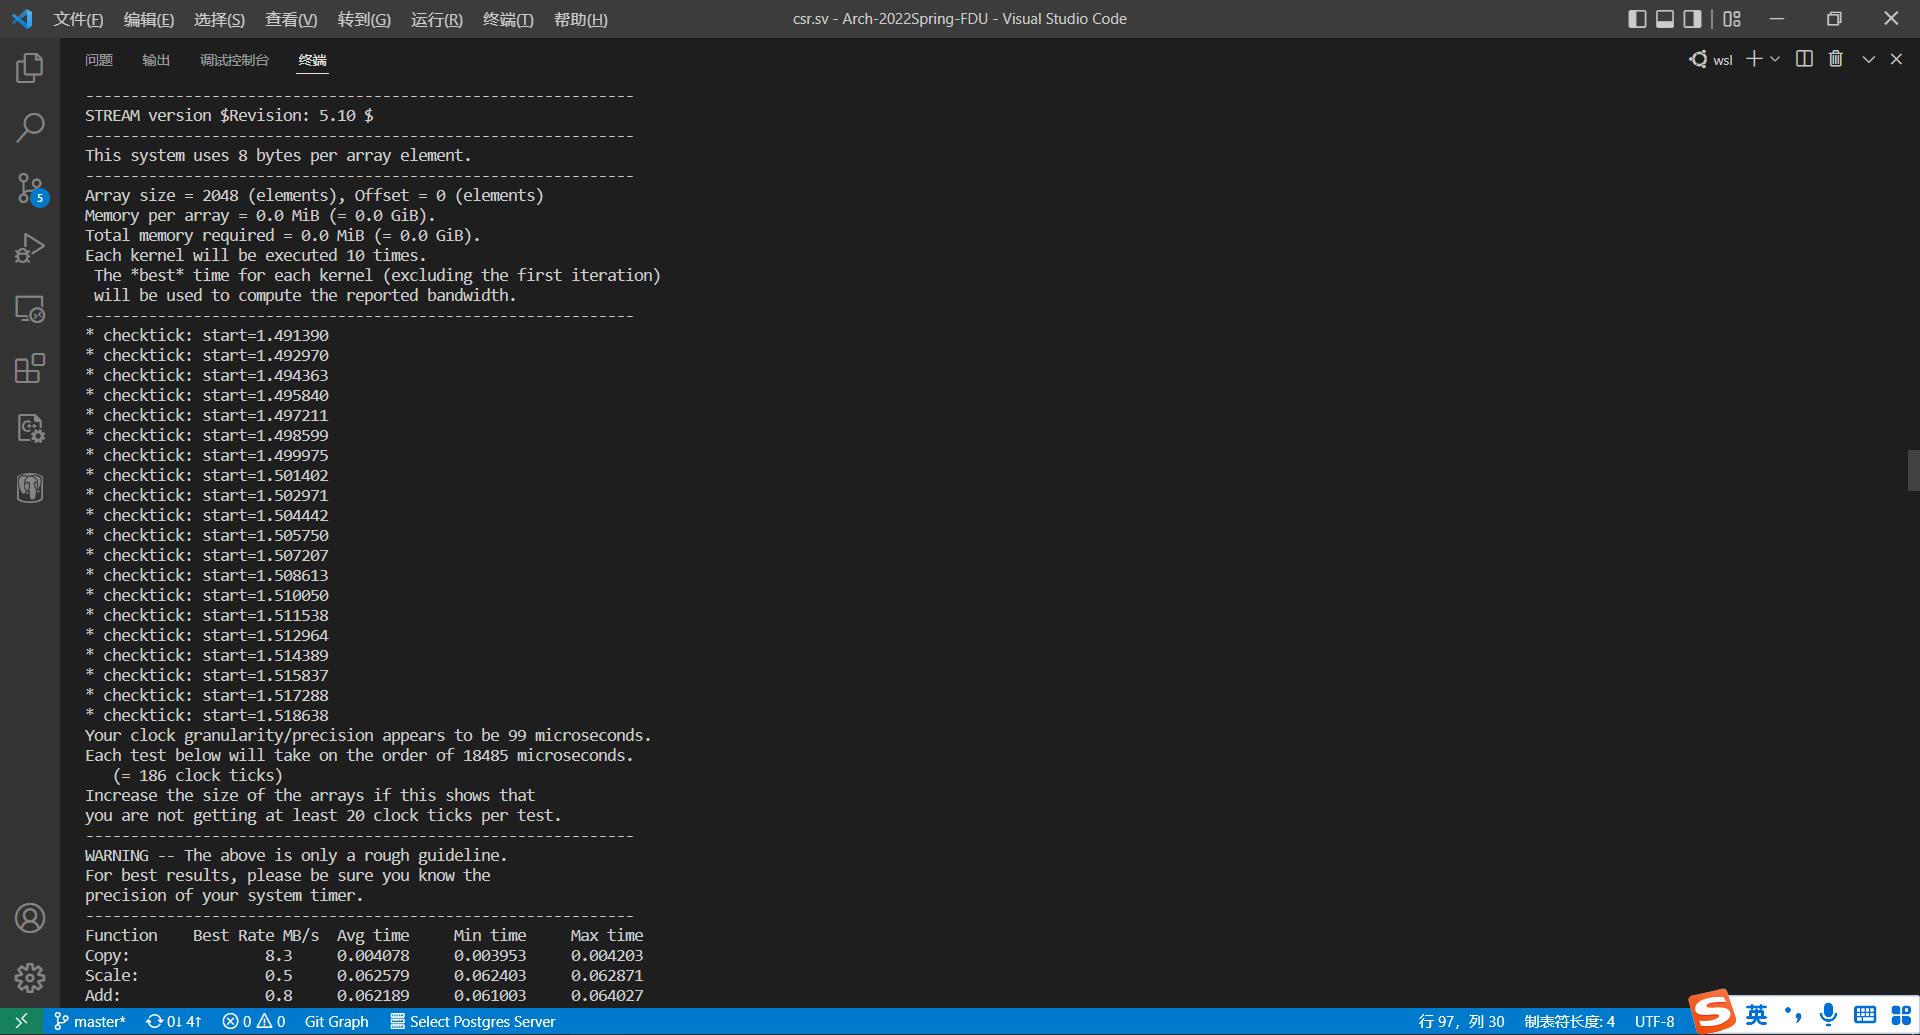 文件(F) 编辑(E) 选择(S) 查看(V) 转到(G) 运行(R) 终端(T) 帮助(H) csr.sv - Arch-2022Spring-FDU - Visual Studio Code
问题 输出 调试控制台 终端 wsl
-------------------------------------------------------------
STREAM version $Revision: 5.10 $
-------------------------------------------------------------
This system uses 8 bytes per array element.
-------------------------------------------------------------
Array size = 2048 (elements), Offset = 0 (elements)
Memory per array = 0.0 MiB (= 0.0 GiB).
Total memory required = 0.0 MiB (= 0.0 GiB).
Each kernel will be executed 10 times.
The *best* time for each kernel (excluding the first iteration)
will be used to compute the reported bandwidth.
-------------------------------------------------------------
* checktick: start=1.491390
* checktick: start=1.492970
* checktick: start=1.494363
* checktick: start=1.495840
* checktick: start=1.497211
* checktick: start=1.498599
* checktick: start=1.499975
* checktick: start=1.501402
* checktick: start=1.502971
* checktick: start=1.504442
* checktick: start=1.505750
* checktick: start=1.507207
* checktick: start=1.508613
* checktick: start=1.510050
* checktick: start=1.511538
* checktick: start=1.512964
* checktick: start=1.514389
* checktick: start=1.515837
* checktick: start=1.517288
* checktick: start=1.518638
Your clock granularity/precision appears to be 99 microseconds.
Each test below will take on the order of 18485 microseconds.
(= 186 clock ticks)
Increase the size of the arrays if this shows that
you are not getting at least 20 clock ticks per test.
-------------------------------------------------------------
WARNING -- The above is only a rough guideline.
For best results, please be sure you know the
precision of your system timer.
-------------------------------------------------------------
Function Best Rate MB/s Avg time Min time Max time
Copy: 8.3 0.004078 0.003953 0.004203
Scale: 0.5 0.062579 0.062403 0.062871
Add: 0.8 0.062189 0.061003 0.064027
5
master* 0↓ 4↑ 0 0 Git Graph Select Postgres Server 行 97，列 30 制表符长度: 4 UTF-8 英